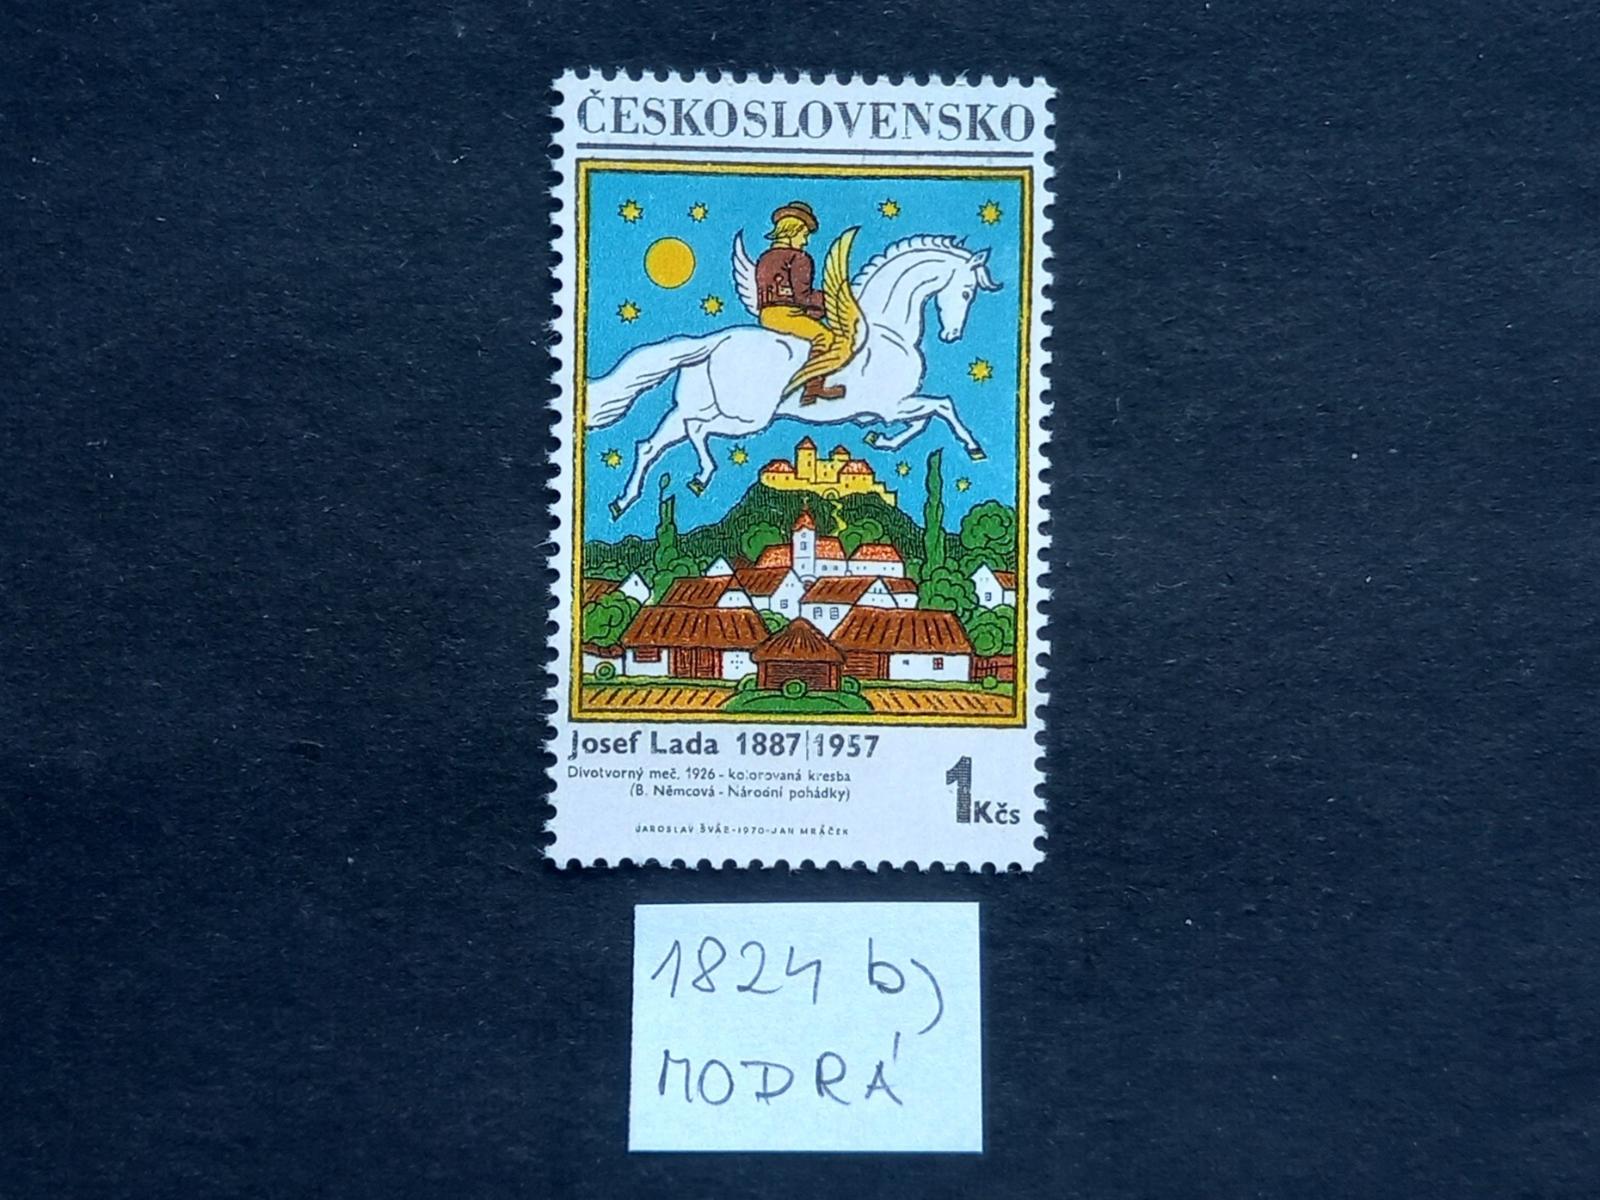 ČESKOSLOVENSKO
Josef Lada 1887|1957
Divotvorný meč, 1926 - kolorovaná kresba
(B. Němcová - Národní pohádky)
1Kčs
JAROSLAV ŠVÁB-1970-JAN MRÁČEK
1824 b)
MODRÁ